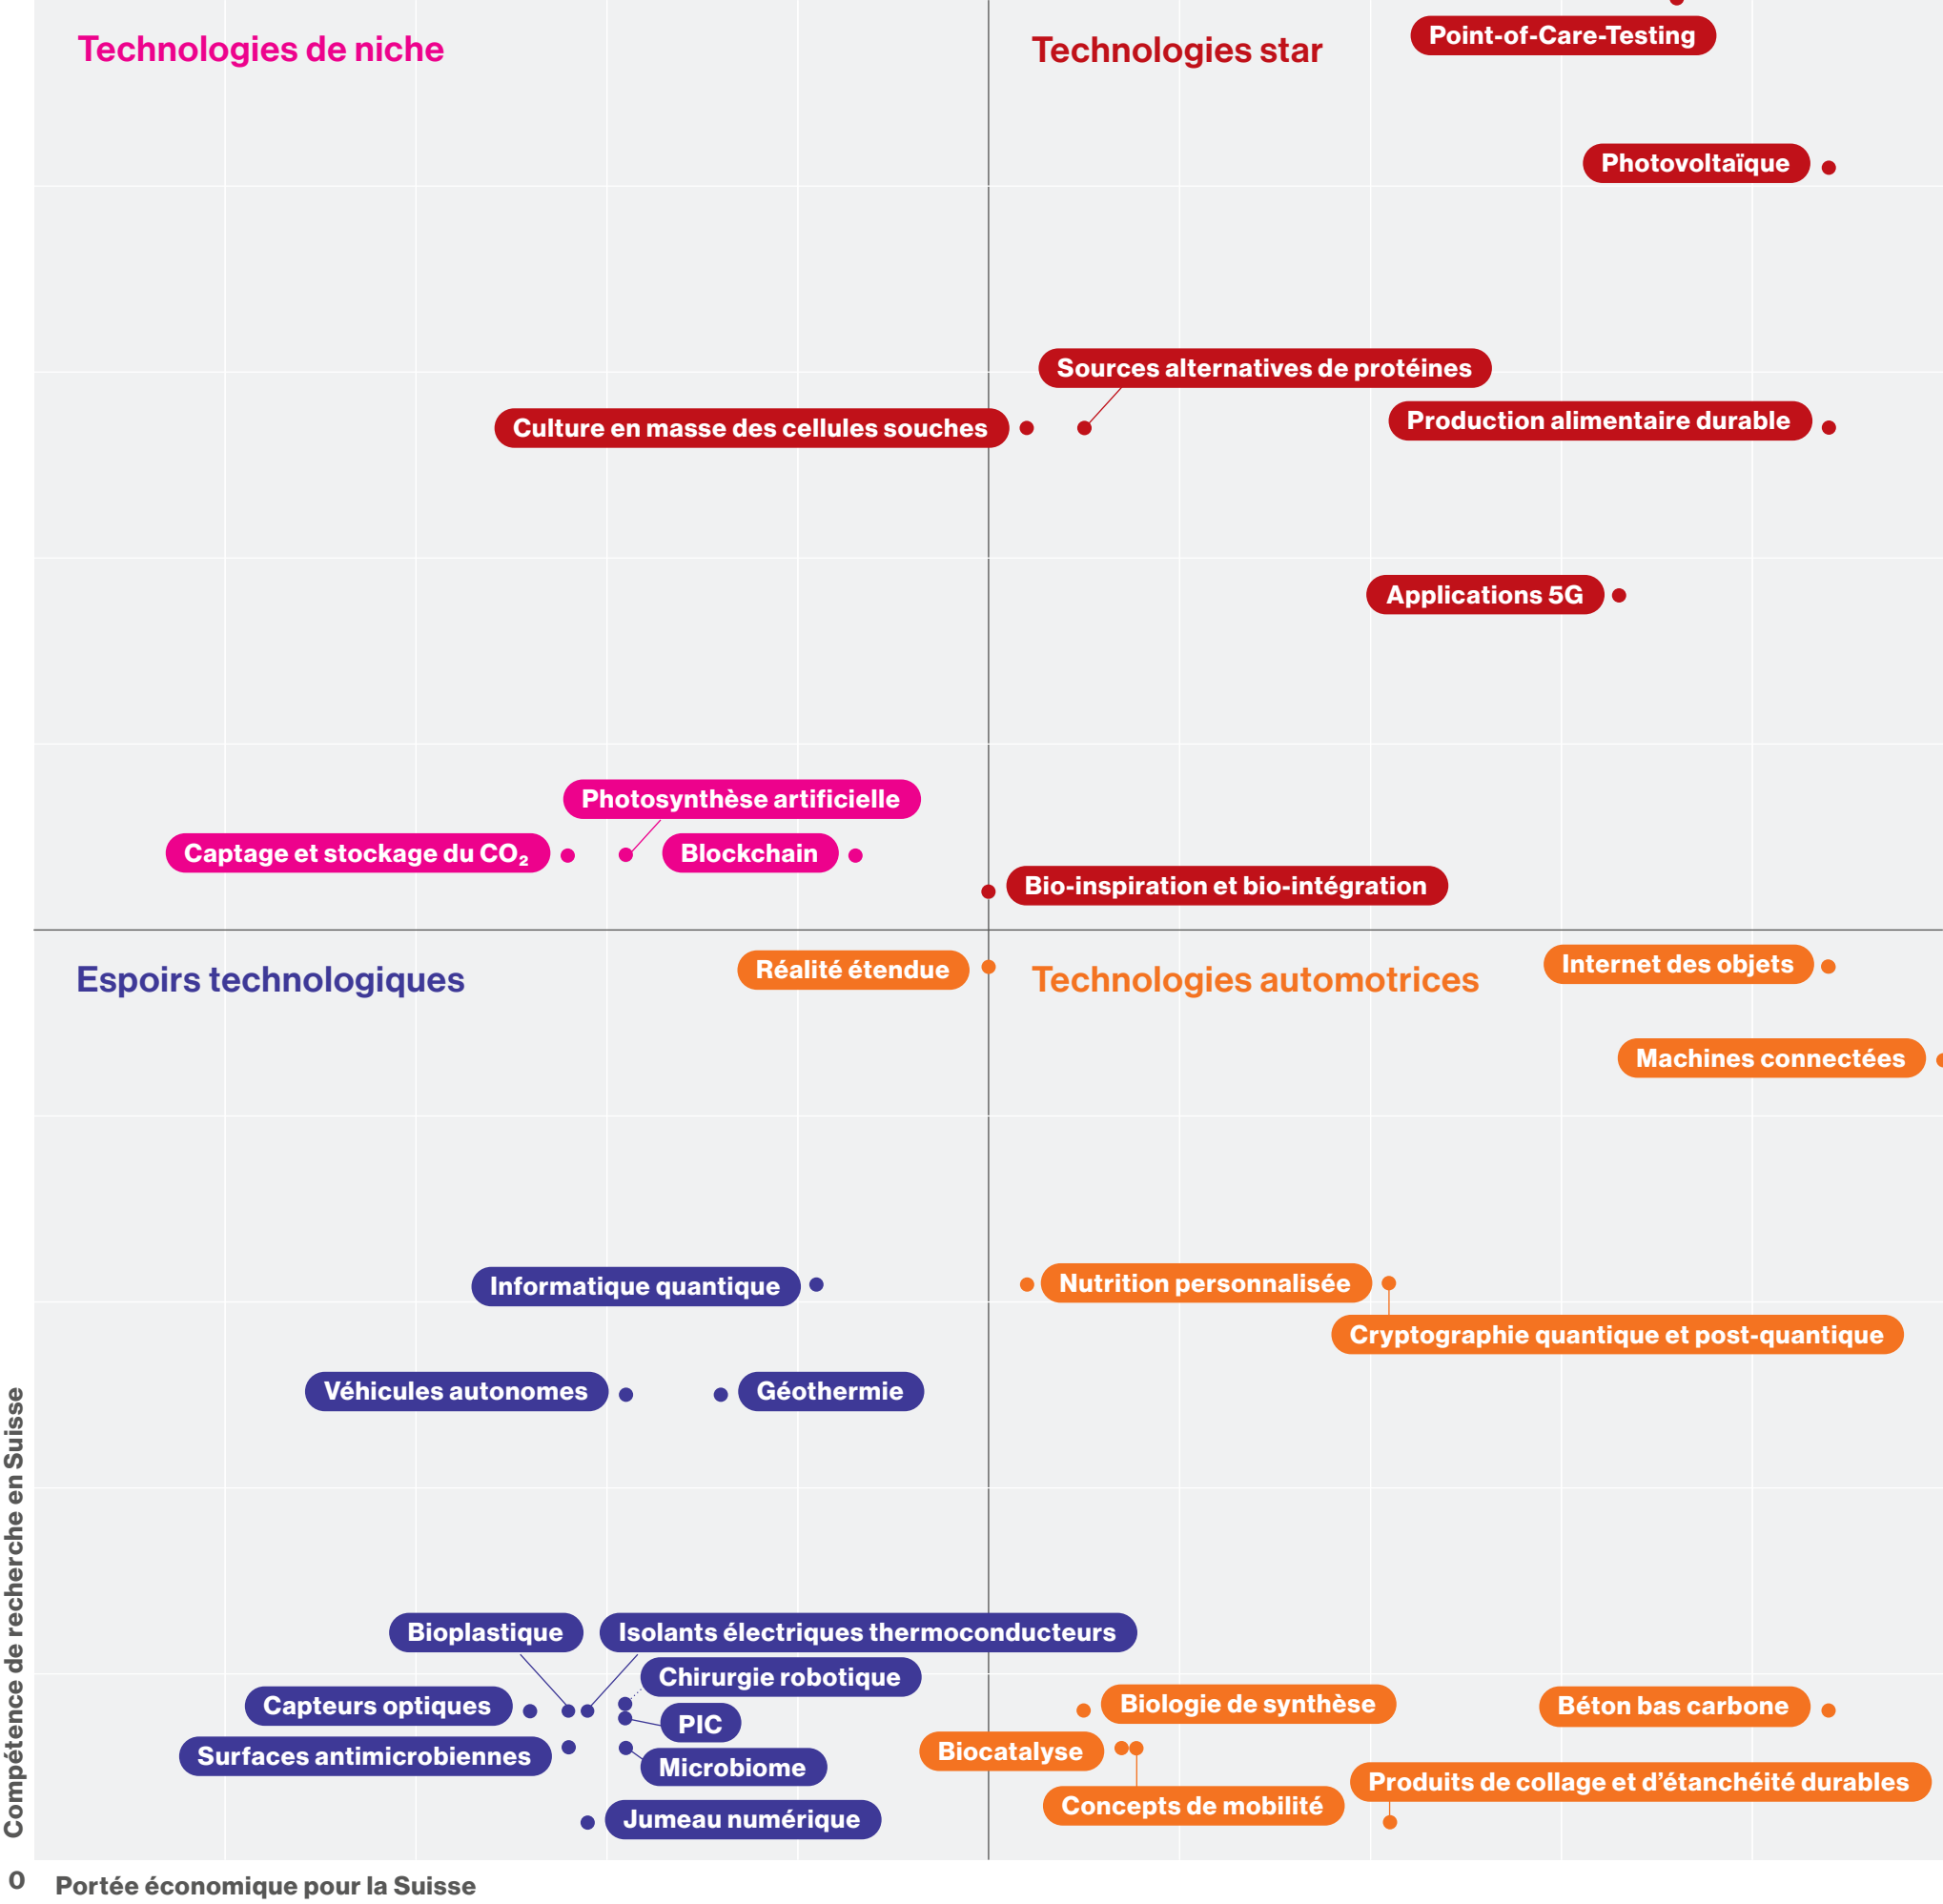 Technologies de niche
Technologies star
Point-of-Care-Testing
Photovoltaïque
Sources alternatives de protéines
Culture en masse des cellules souches
Production alimentaire durable
Applications 5G
Photosynthèse artificielle
Captage et stockage du CO₂
Blockchain
Bio-inspiration et bio-intégration
Espoirs technologiques
Réalité étendue
Technologies automotrices
Internet des objets
Machines connectées
Informatique quantique
Nutrition personnalisée
Cryptographie quantique et post-quantique
Véhicules autonomes
Géothermie
Bioplastique
Isolants électriques thermoconducteurs
Chirurgie robotique
Capteurs optiques
PIC
Surfaces antimicrobiennes
Microbiome
Jumeau numérique
Biologie de synthèse
Béton bas carbone
Biocatalyse
Produits de collage et d’étanchéité durables
Concepts de mobilité
Compétence de recherche en Suisse
0
Portée économique pour la Suisse